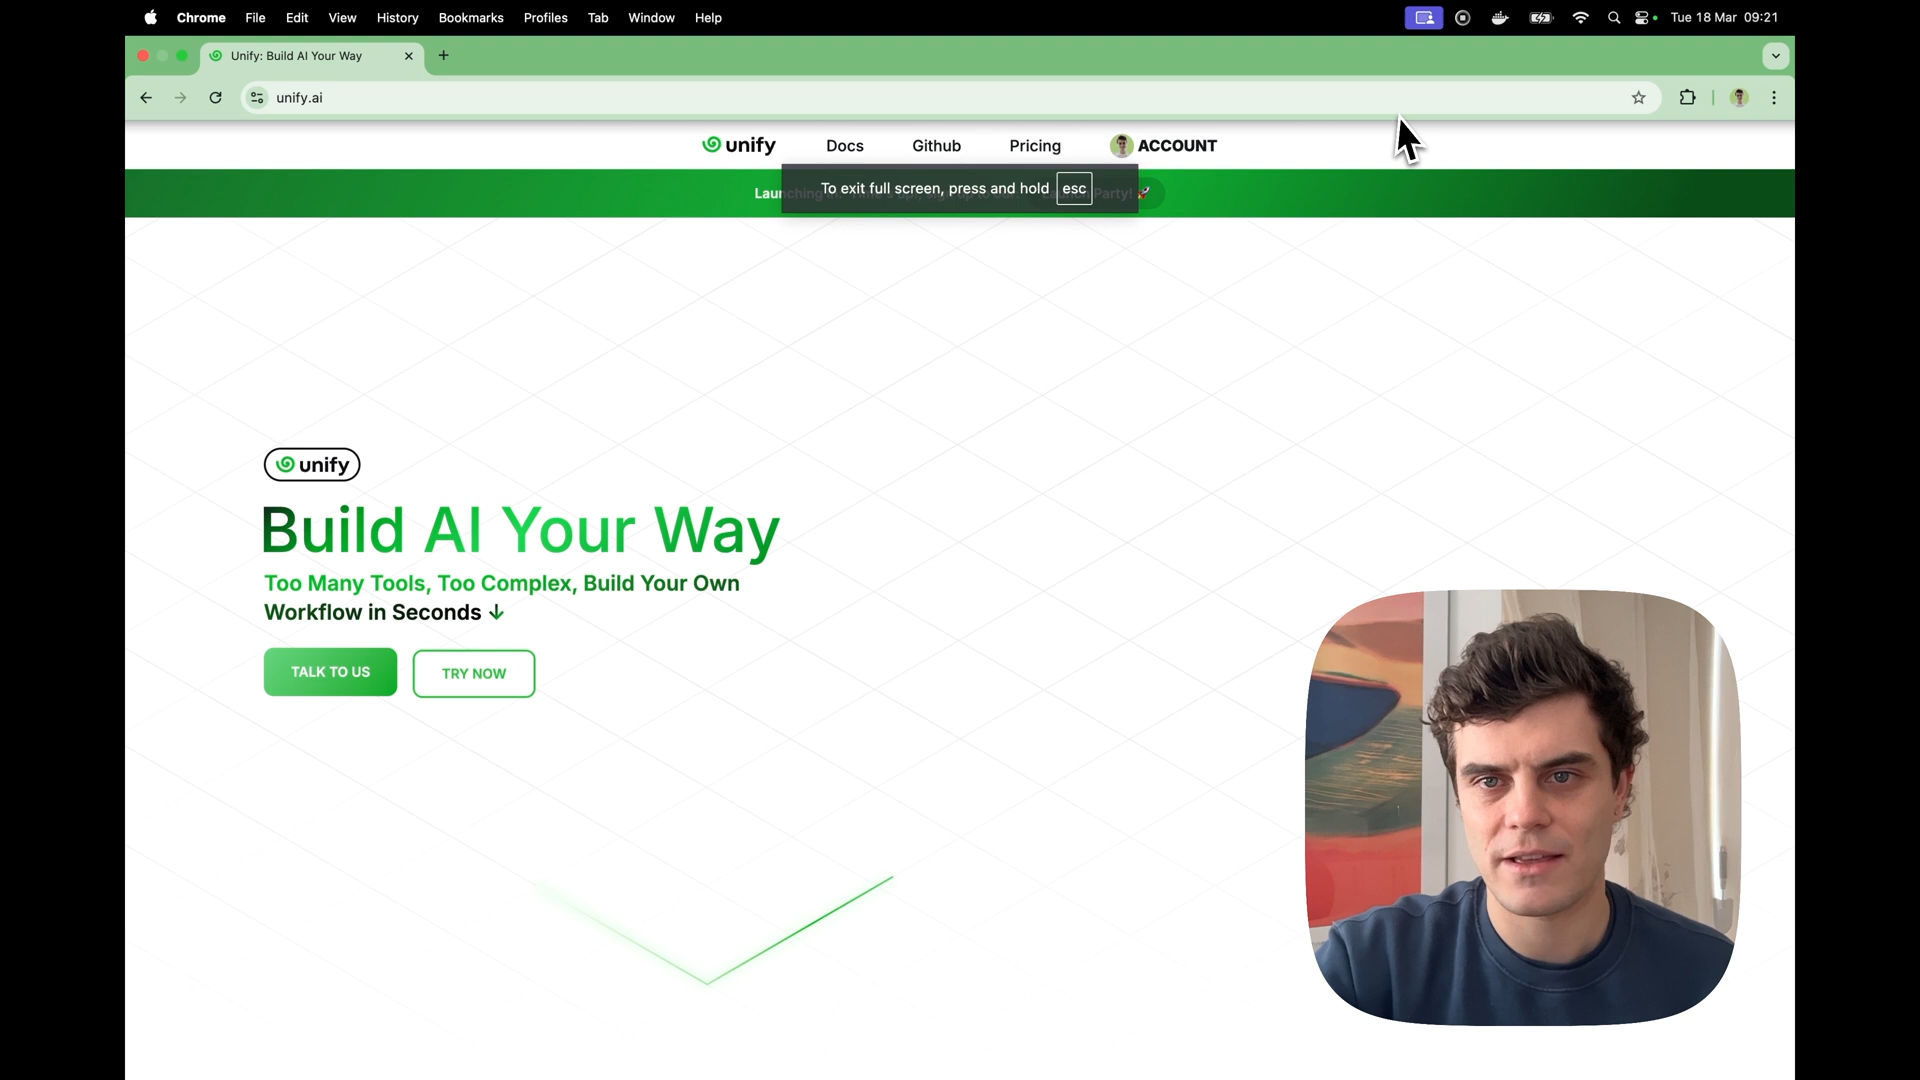 Chrome File Edit View History Bookmarks Profiles Tab Window Help Tue 18 Mar 09:21
Unify: Build AI Your Way
unify.ai
unify Docs Github Pricing ACCOUNT
To exit full screen, press and hold esc
Party!
unify
Build AI Your Way
Too Many Tools, Too Complex, Build Your Own
Workflow in Seconds ↓
TALK TO US TRY NOW